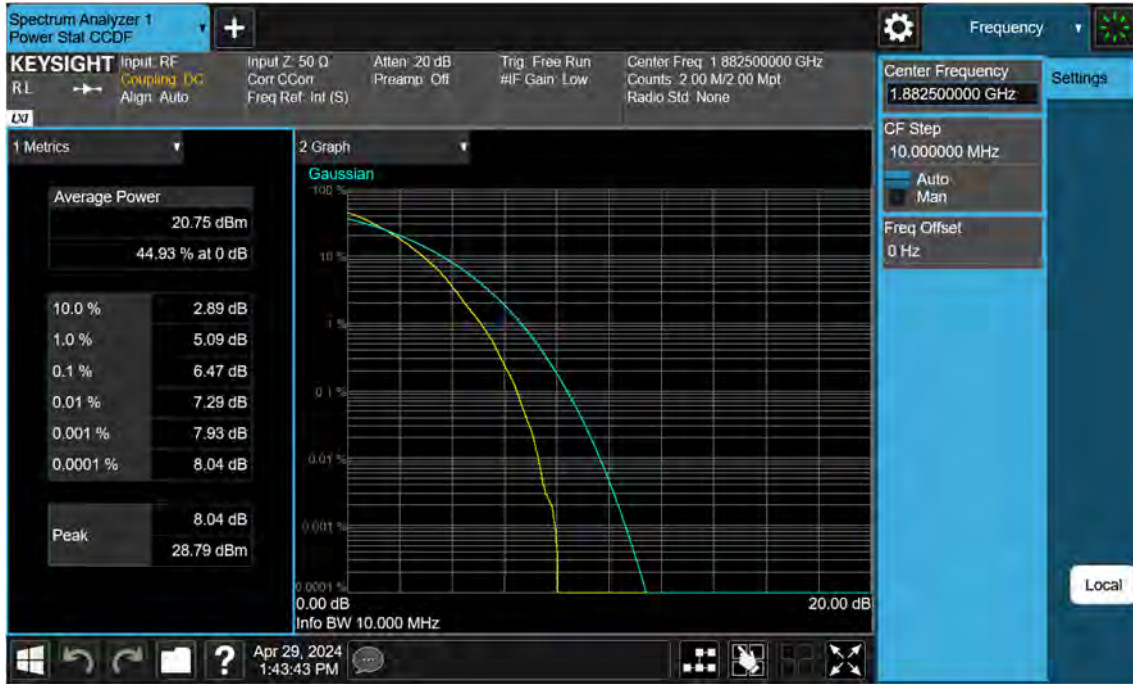 Spectrum Analyzer 1
Power Stat CCDF
Frequency
KEYSIGHT
R L
LXI
Input: RF
Coupling: DC
Align: Auto
Input Z: 50 Ω
Corr CCorr
Freq Ref: Int (S)
Atten: 20 dB
Preamp: Off
Trig: Free Run
#IF Gain: Low
Center Freq: 1.882500000 GHz
Counts: 2.00 M/2.00 Mpt
Radio Std: None
Center Frequency
1.882500000 GHz
Settings
CF Step
10.000000 MHz
Auto
Man
Freq Offset
0 Hz
1 Metrics
Average Power
20.75 dBm
44.93 % at 0 dB
10.0 % 2.89 dB
1.0 % 5.09 dB
0.1 % 6.47 dB
0.01 % 7.29 dB
0.001 % 7.93 dB
0.0001 % 8.04 dB
Peak
8.04 dB
28.79 dBm
2 Graph
Gaussian
100 %
10 %
1 %
0.1 %
0.01 %
0.001 %
0.0001 %
0.00 dB 20.00 dB
Info BW 10.000 MHz
Local
?
Apr 29, 2024
1:43:43 PM